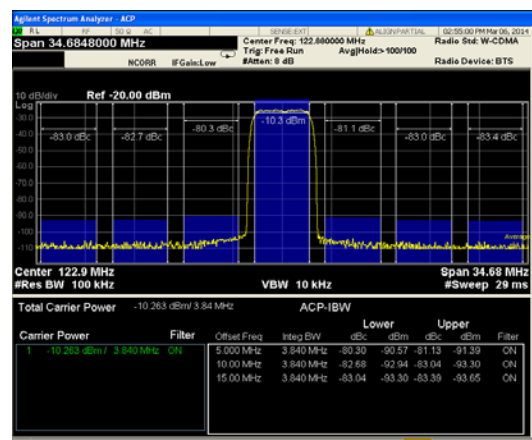 Agilent Spectrum Analyzer - ACP
RL RF 50 Ω AC SENSE:EXT ALIGN PARTIAL 02:55:00 PM Mar 06, 2014
Span 34.6848000 MHz
Center Freq: 122.880000 MHz
Radio Std: W-CDMA
Trig: Free Run Avg|Hold:> 100/100
NCORR IFGain:Low #Atten: 8 dB Radio Device: BTS
10 dB/div Ref -20.00 dBm
Log
-30.0
-40.0
-50.0
-60.0
-70.0
-80.0
-90.0
-100
-110
-83.0 dBc
-82.7 dBc
-80.3 dBc
-10.3 dBm
-81.1 dBc
-83.0 dBc
-83.4 dBc
Average
Center 122.9 MHz Span 34.68 MHz
#Res BW 100 kHz VBW 10 kHz #Sweep 29 ms
Total Carrier Power -10.263 dBm/ 3.84 MHz ACP-IBW
Lower Upper
Carrier Power Filter Offset Freq Integ BW dBc dBm dBc dBm Filter
1 -10.263 dBm / 3.840 MHz ON 5.000 MHz 3.840 MHz -80.30 -90.57 -81.13 -91.39 ON
10.00 MHz 3.840 MHz -82.68 -92.94 -83.04 -93.30 ON
15.00 MHz 3.840 MHz -83.04 -93.30 -83.39 -93.65 ON